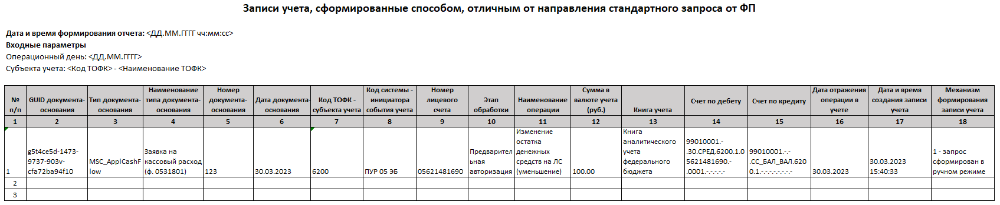 Записи учета, сформированные способом, отличным от направления стандартного запроса от ФП
Дата и время формирования отчета: <ДД.ММ.ГГГГ чч:мм:сс>
Входные параметры
Операционный день: <ДД.ММ.ГГГГ>
Субъекта учета: <Код ТОФК> - <Наименование ТОФК>
№ п/п
GUID документа-основания
Тип документа-основания
Наименование типа документа-основания
Номер документа-основания
Дата документа-основания
Код ТОФК - субъекта учета
Код системы - инициатора события учета
Номер лицевого счета
Этап обработки
Наименование операции
Сумма в валюте учета (руб.)
Книга учета
Счет по дебету
Счет по кредиту
Дата отражения операции в учете
Дата и время создания записи учета
Механизм формирования записи учета
1 2 3 4 5 6 7 8 9 10 11 12 13 14 15 16 17 18
1
g5t4ce5d-1473-
9737-903v-
cfa72ba94f10
MSC_ApplCashF
low
Заявка на
кассовый расход
(ф. 0531801)
123
30.03.2023
6200
ПУР 05 ЭБ
05621481690
Предварител
ьная
авторизация
Изменение
остатка
денежных
средств на ЛС
(уменьшение)
100.00
Книга
аналитического
учета
федерального
бюджета
99010001.-
.30.СРЕД.6200.1.0
5621481690.-
.0001.-.-.-.-.-
99010001.-.-
.СС_БАЛ_ВАЛ.620
0.1.-.-.-.-.-.-.-.-
30.03.2023
30.03.2023
15:40:33
1 - запрос
сформирован в
ручном режиме
2
3